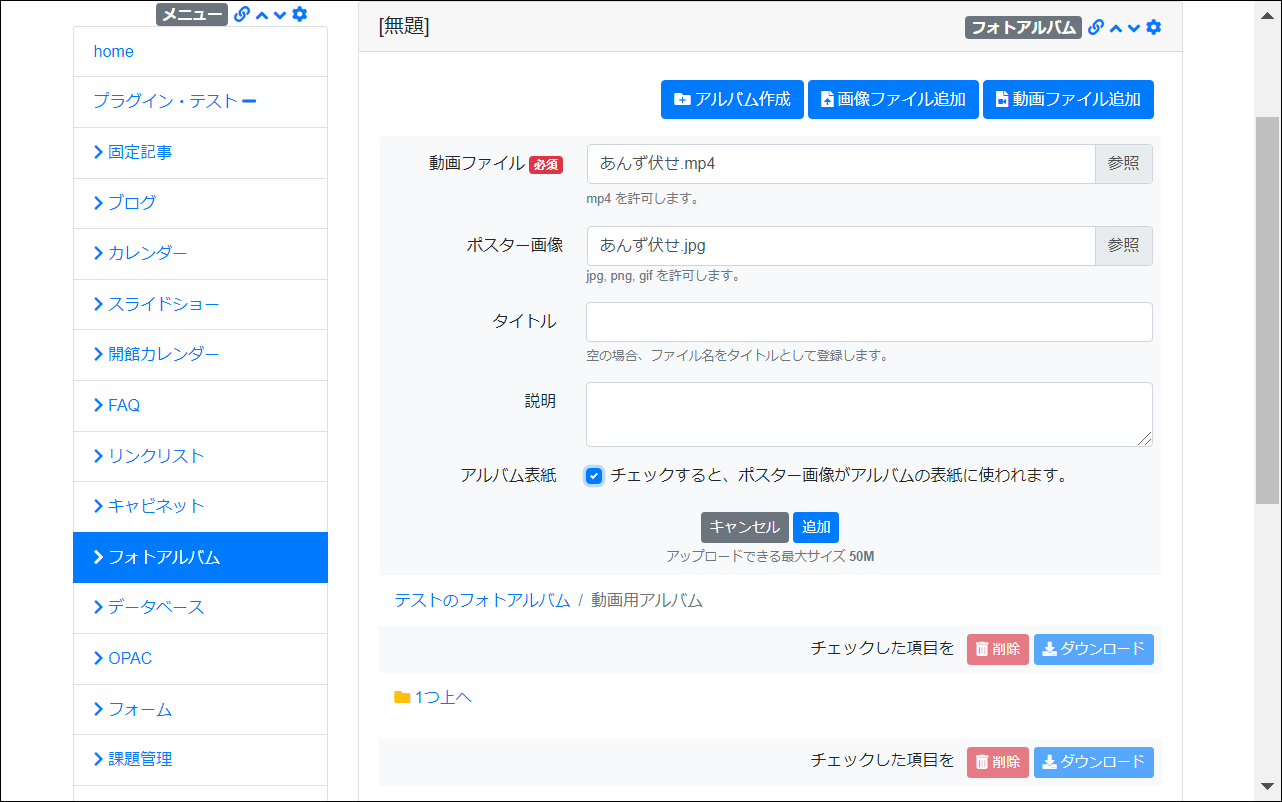 メニュー
home
プラグイン・テスト
固定記事
ブログ
カレンダー
スライドショー
開館カレンダー
FAQ
リンクリスト
キャビネット
フォトアルバム
データベース
OPAC
フォーム
課題管理
[無題]
フォトアルバム
アルバム作成
画像ファイル追加
動画ファイル追加
動画ファイル 必須
あんず伏せ.mp4 参照
mp4 を許可します。
ポスター画像
あんず伏せ.jpg 参照
jpg, png, gif を許可します。
タイトル
空の場合、ファイル名をタイトルとして登録します。
説明
アルバム表紙 チェックすると、ポスター画像がアルバムの表紙に使われます。
キャンセル 追加
アップロードできる最大サイズ 50M
テストのフォトアルバム / 動画用アルバム
チェックした項目を 削除 ダウンロード
1つ上へ
チェックした項目を 削除 ダウンロード